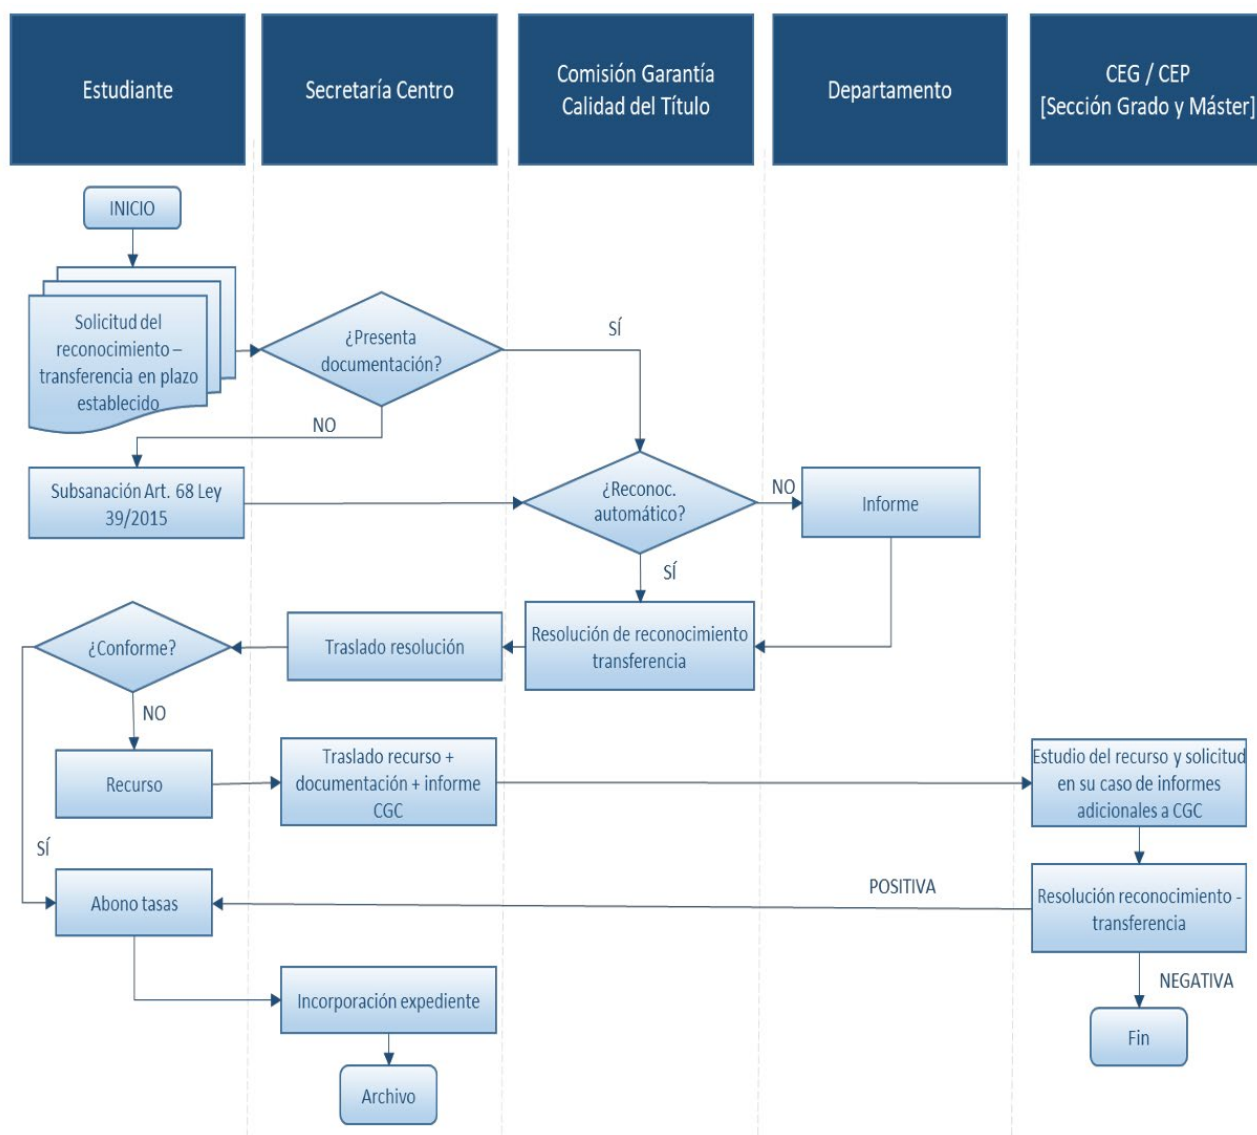 Estudiante
Secretaría Centro
Comisión Garantía
Calidad del Título
Departamento
CEG / CEP
[Sección Grado y Máster]
INICIO
Solicitud del
reconocimiento –
transferencia en plazo
establecido
¿Presenta
documentación?
SÍ
NO
Subsanación Art. 68 Ley
39/2015
¿Reconoc.
automático?
NO
Informe
SÍ
¿Conforme?
Traslado resolución
Resolución de reconocimiento
transferencia
NO
Recurso
Traslado recurso +
documentación + informe
CGC
Estudio del recurso y solicitud
en su caso de informes
adicionales a CGC
SÍ
Abono tasas
POSITIVA
Resolución reconocimiento -
transferencia
NEGATIVA
Incorporación expediente
Fin
Archivo